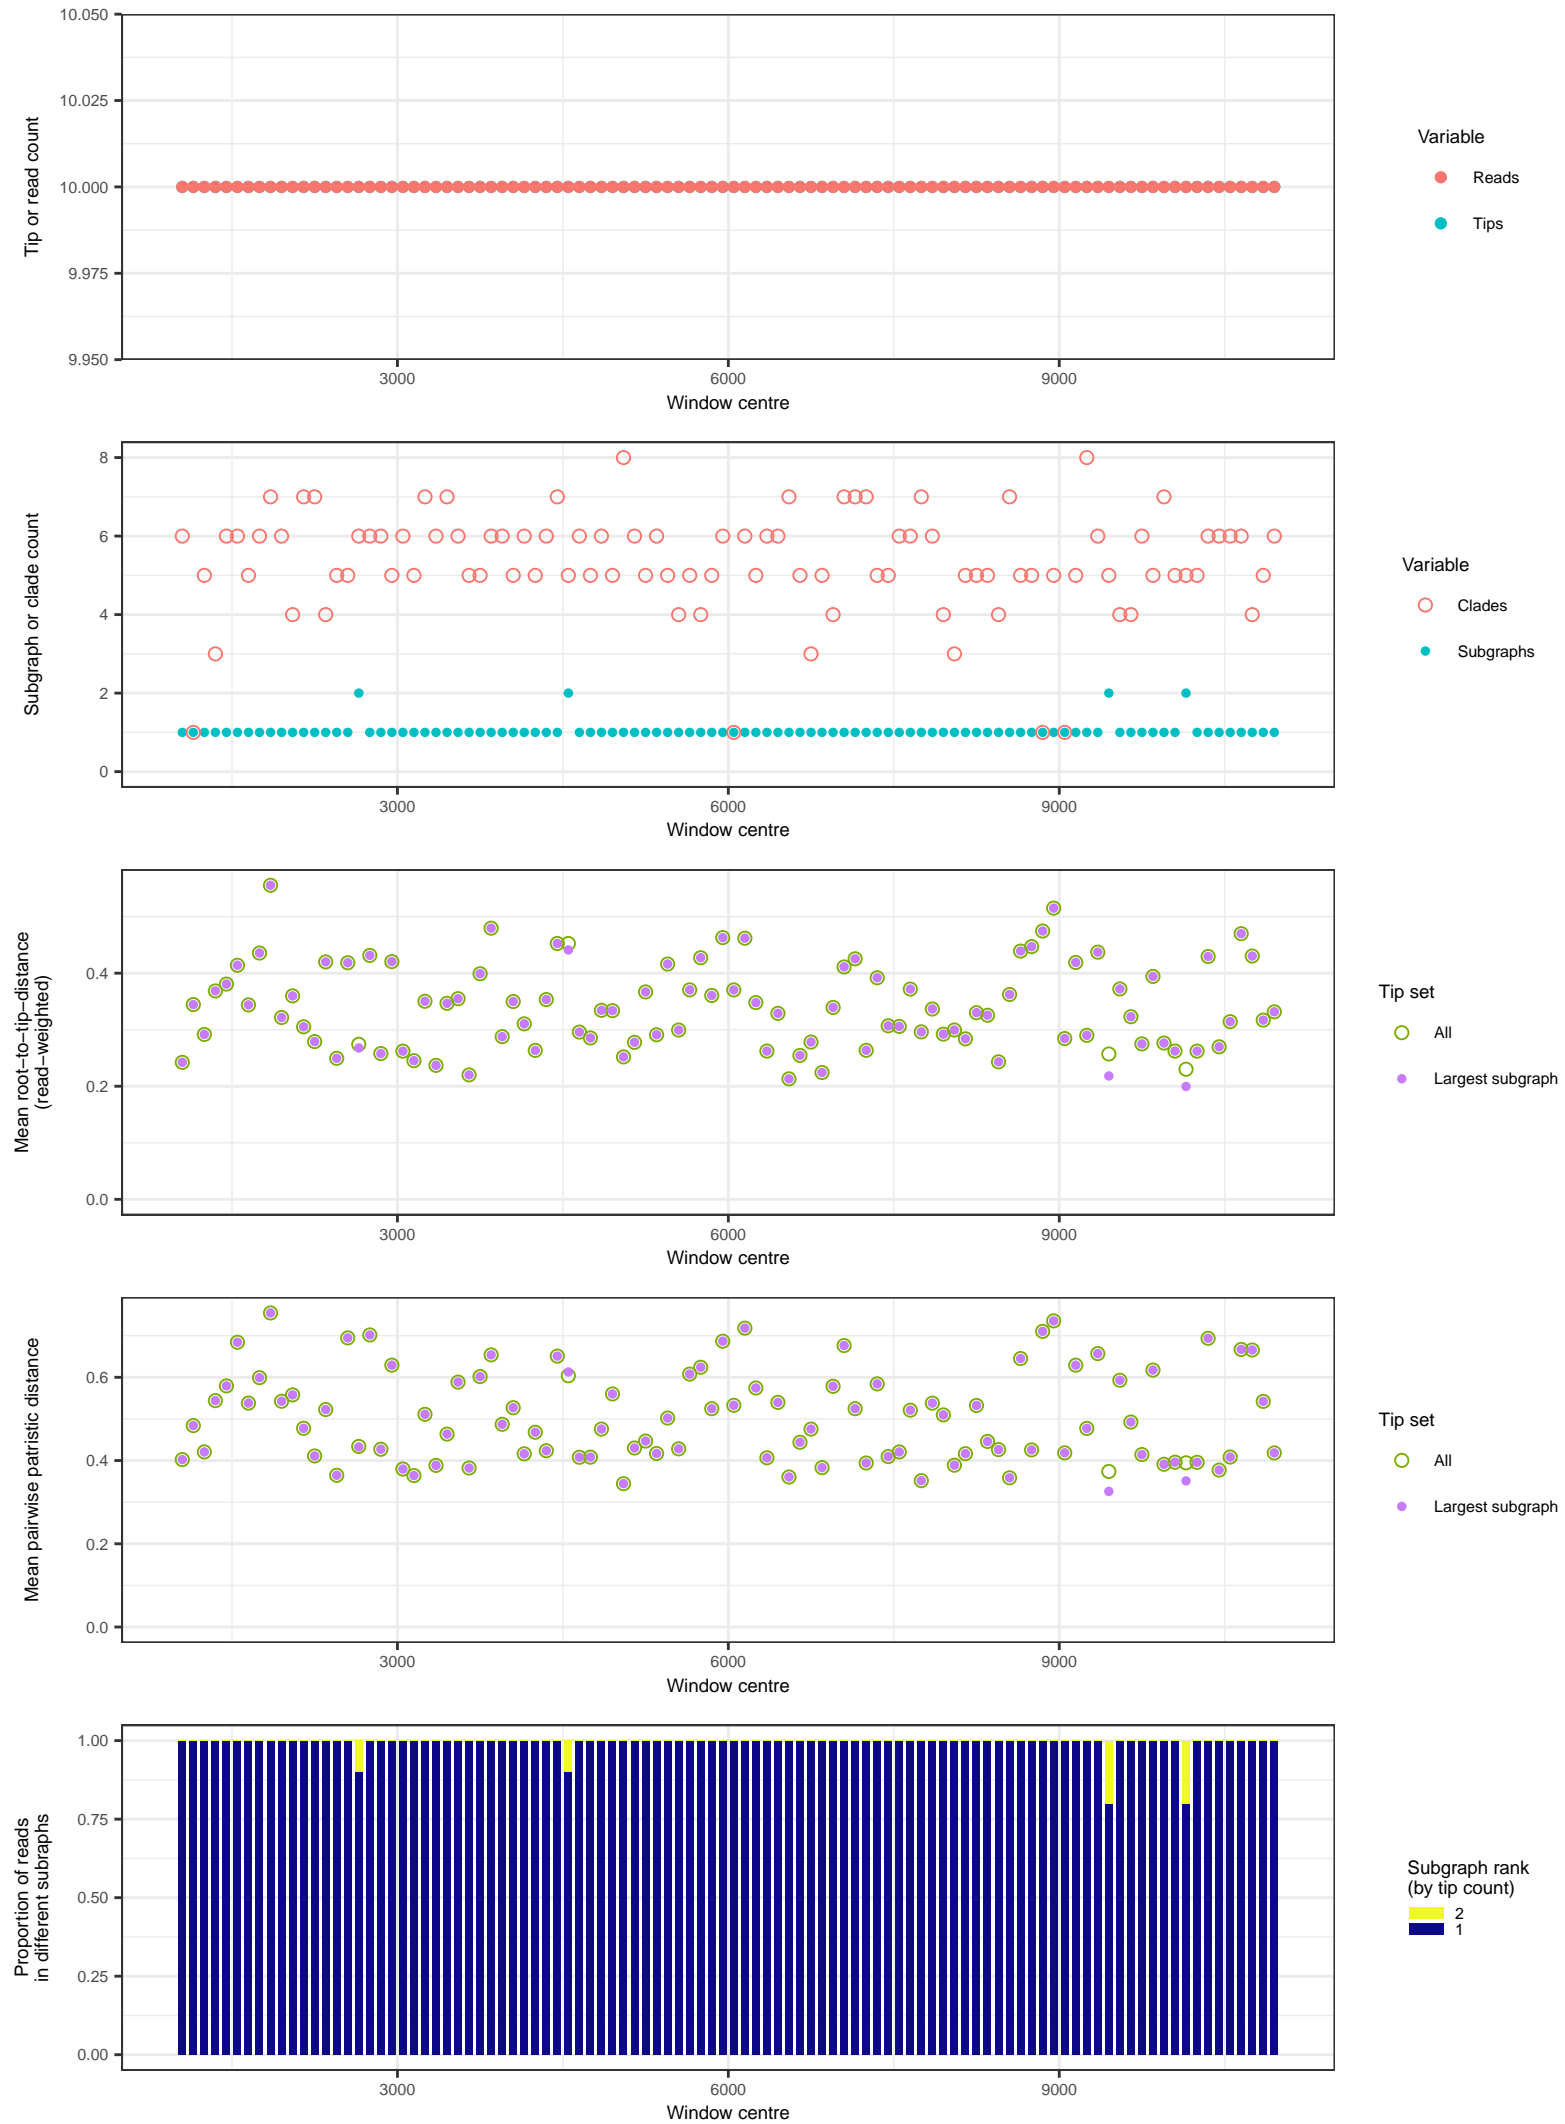 10.050
10.025
10.000
9.975
9.950
Tip or read count
3000
6000
9000
Window centre
Variable
Reads
Tips
8
6
4
2
0
Subgraph or clade count
3000
6000
9000
Window centre
Variable
Clades
Subgraphs
0.4
0.2
0.0
Mean root−to−tip−distance
(read−weighted)
3000
6000
9000
Window centre
Tip set
All
Largest subgraph
0.6
0.4
0.2
0.0
Mean pairwise patristic distance
3000
6000
9000
Window centre
Tip set
All
Largest subgraph
1.00
0.75
0.50
0.25
0.00
Proportion of reads
in different subraphs
3000
6000
9000
Window centre
Subgraph rank
(by tip count)
2
1